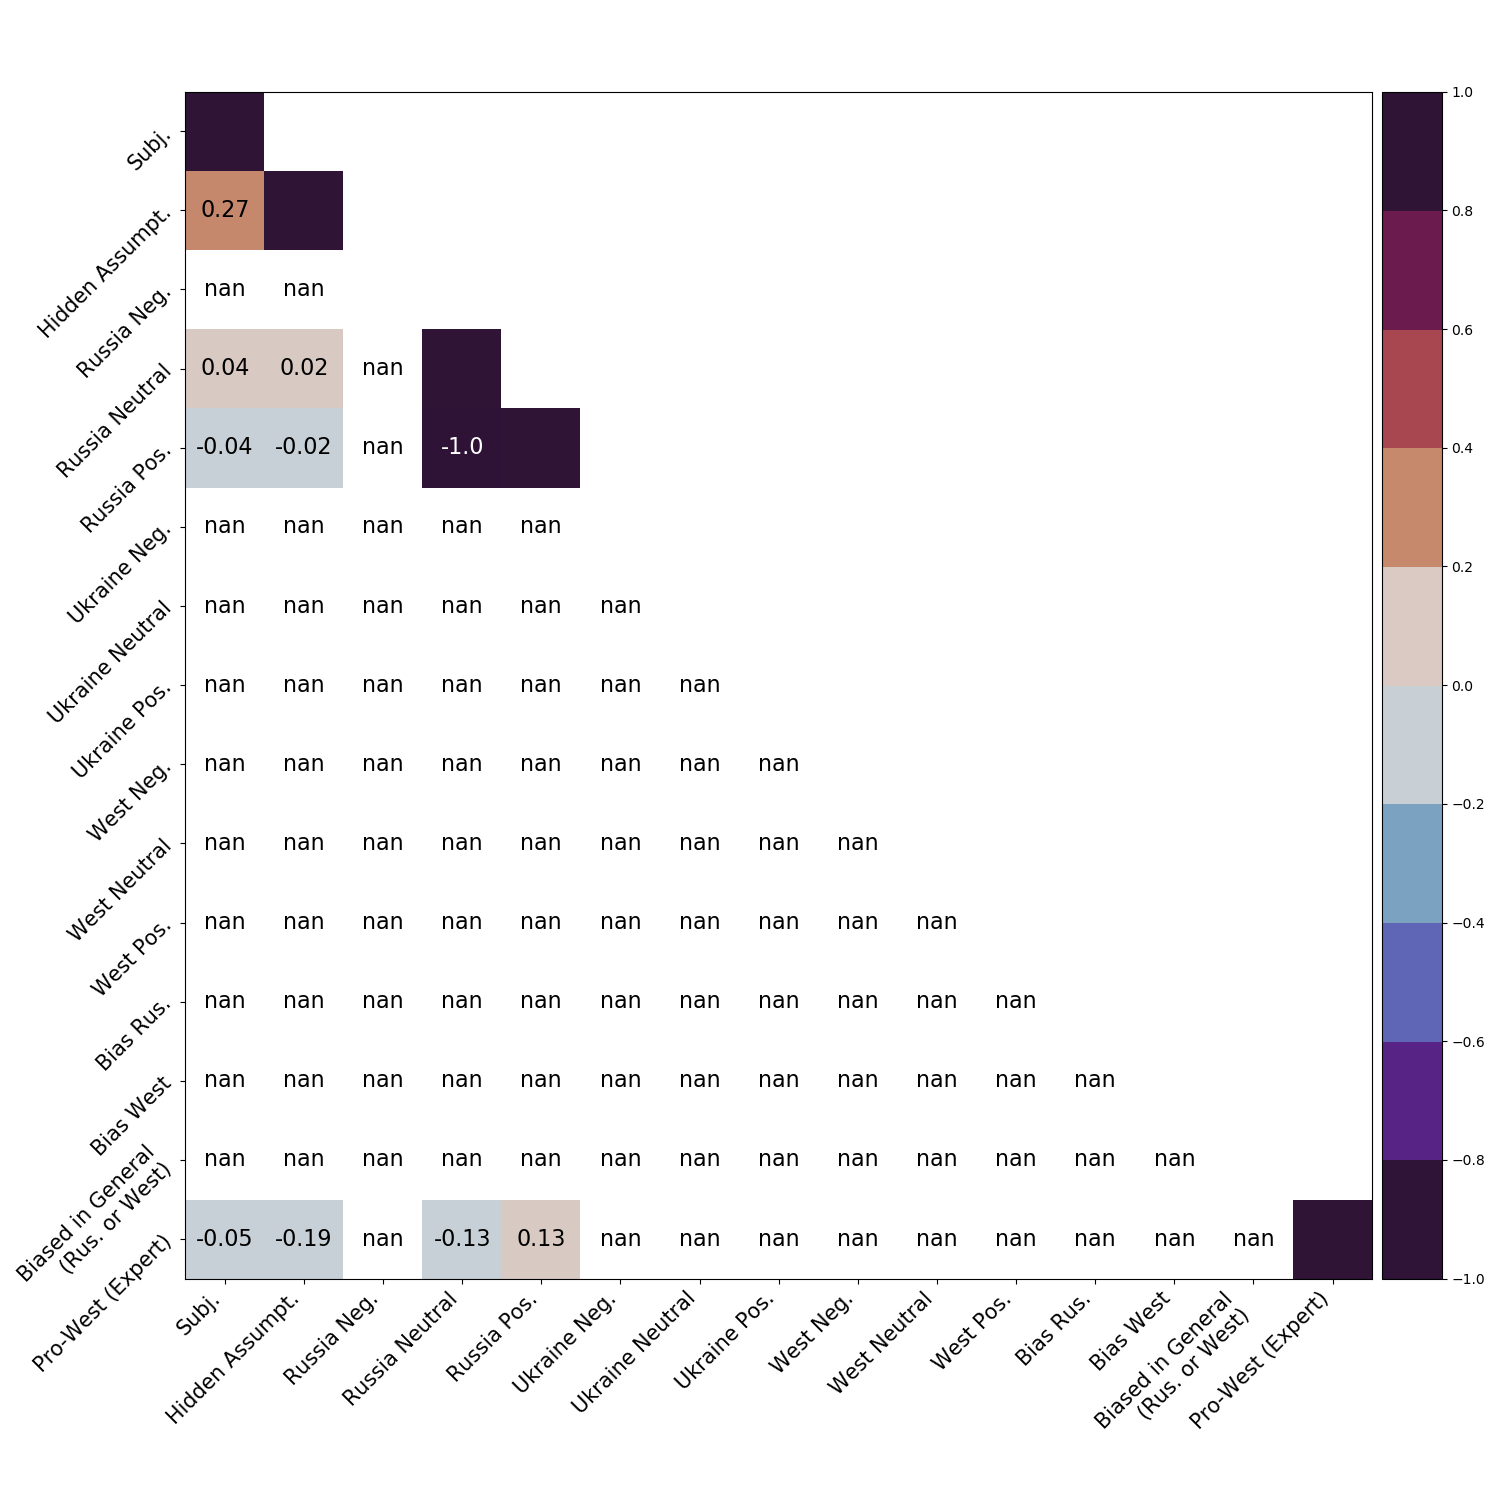 1.0
Subj.
0.27
0.8
Hidden Assumpt.
nan nan
Russia Neg.
0.6
0.04 0.02 nan
Russia Neutral
-0.04 -0.02 nan -1.0
0.4
Russia Pos.
nan nan nan nan nan
Ukraine Neg.
0.2
nan nan nan nan nan nan
Ukraine Neutral
nan nan nan nan nan nan nan
0.0
Ukraine Pos.
nan nan nan nan nan nan nan nan
West Neg.
−0.2
nan nan nan nan nan nan nan nan nan
West Neutral
nan nan nan nan nan nan nan nan nan nan
−0.4
West Pos.
nan nan nan nan nan nan nan nan nan nan nan
Bias Rus.
−0.6
nan nan nan nan nan nan nan nan nan nan nan nan
Bias West
nan nan nan nan nan nan nan nan nan nan nan nan nan
−0.8
Biased in General
(Rus. or West)
-0.05 -0.19 nan -0.13 0.13 nan nan nan nan nan nan nan nan nan
Pro-West (Expert)
−1.0
Subj.
Hidden Assumpt.
Russia Neg.
Russia Neutral
Russia Pos.
Ukraine Neg.
Ukraine Neutral
Ukraine Pos.
West Neg.
West Neutral
West Pos.
Bias Rus.
Bias West
Biased in General
(Rus. or West)
Pro-West (Expert)